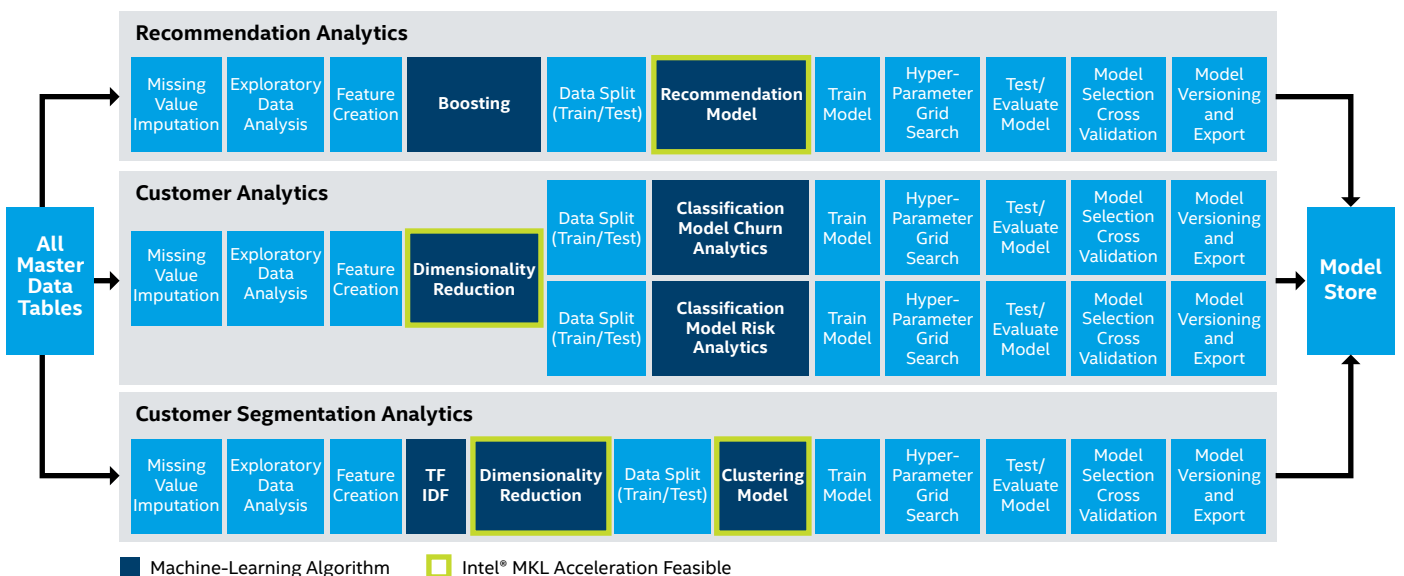 Recommendation Analytics
Missing
Value
Imputation
Exploratory
Data
Analysis
Feature
Creation
Boosting
Data Split
(Train/Test)
Recommendation
Model
Train
Model
Hyper-
Parameter
Grid
Search
Test/
Evaluate
Model
Model
Selection
Cross
Validation
Model
Versioning
and
Export
All
Master
Data
Tables
Customer Analytics
Missing
Value
Imputation
Exploratory
Data
Analysis
Feature
Creation
Dimensionality
Reduction
Data Split
(Train/Test)
Classification
Model Churn
Analytics
Train
Model
Hyper-
Parameter
Grid
Search
Test/
Evaluate
Model
Model
Selection
Cross
Validation
Model
Versioning
and
Export
Data Split
(Train/Test)
Classification
Model Risk
Analytics
Train
Model
Hyper-
Parameter
Grid
Search
Test/
Evaluate
Model
Model
Selection
Cross
Validation
Model
Versioning
and
Export
Model
Store
Customer Segmentation Analytics
Missing
Value
Imputation
Exploratory
Data
Analysis
Feature
Creation
TF
IDF
Dimensionality
Reduction
Data Split
(Train/Test)
Clustering
Model
Train
Model
Hyper-
Parameter
Grid
Search
Test/
Evaluate
Model
Model
Selection
Cross
Validation
Model
Versioning
and
Export
Machine-Learning Algorithm
Intel® MKL Acceleration Feasible